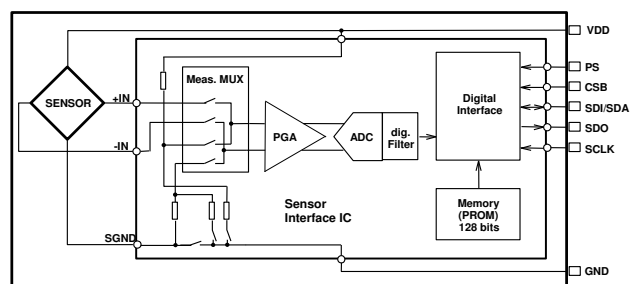 VDD
Meas. MUX
SENSOR
+IN
-IN
PGA
ADC
dig.
Filter
Digital
Interface
PS
CSB
SDI/SDA
SDO
SCLK
Sensor
Interface IC
Memory
(PROM)
128 bits
SGND
GND